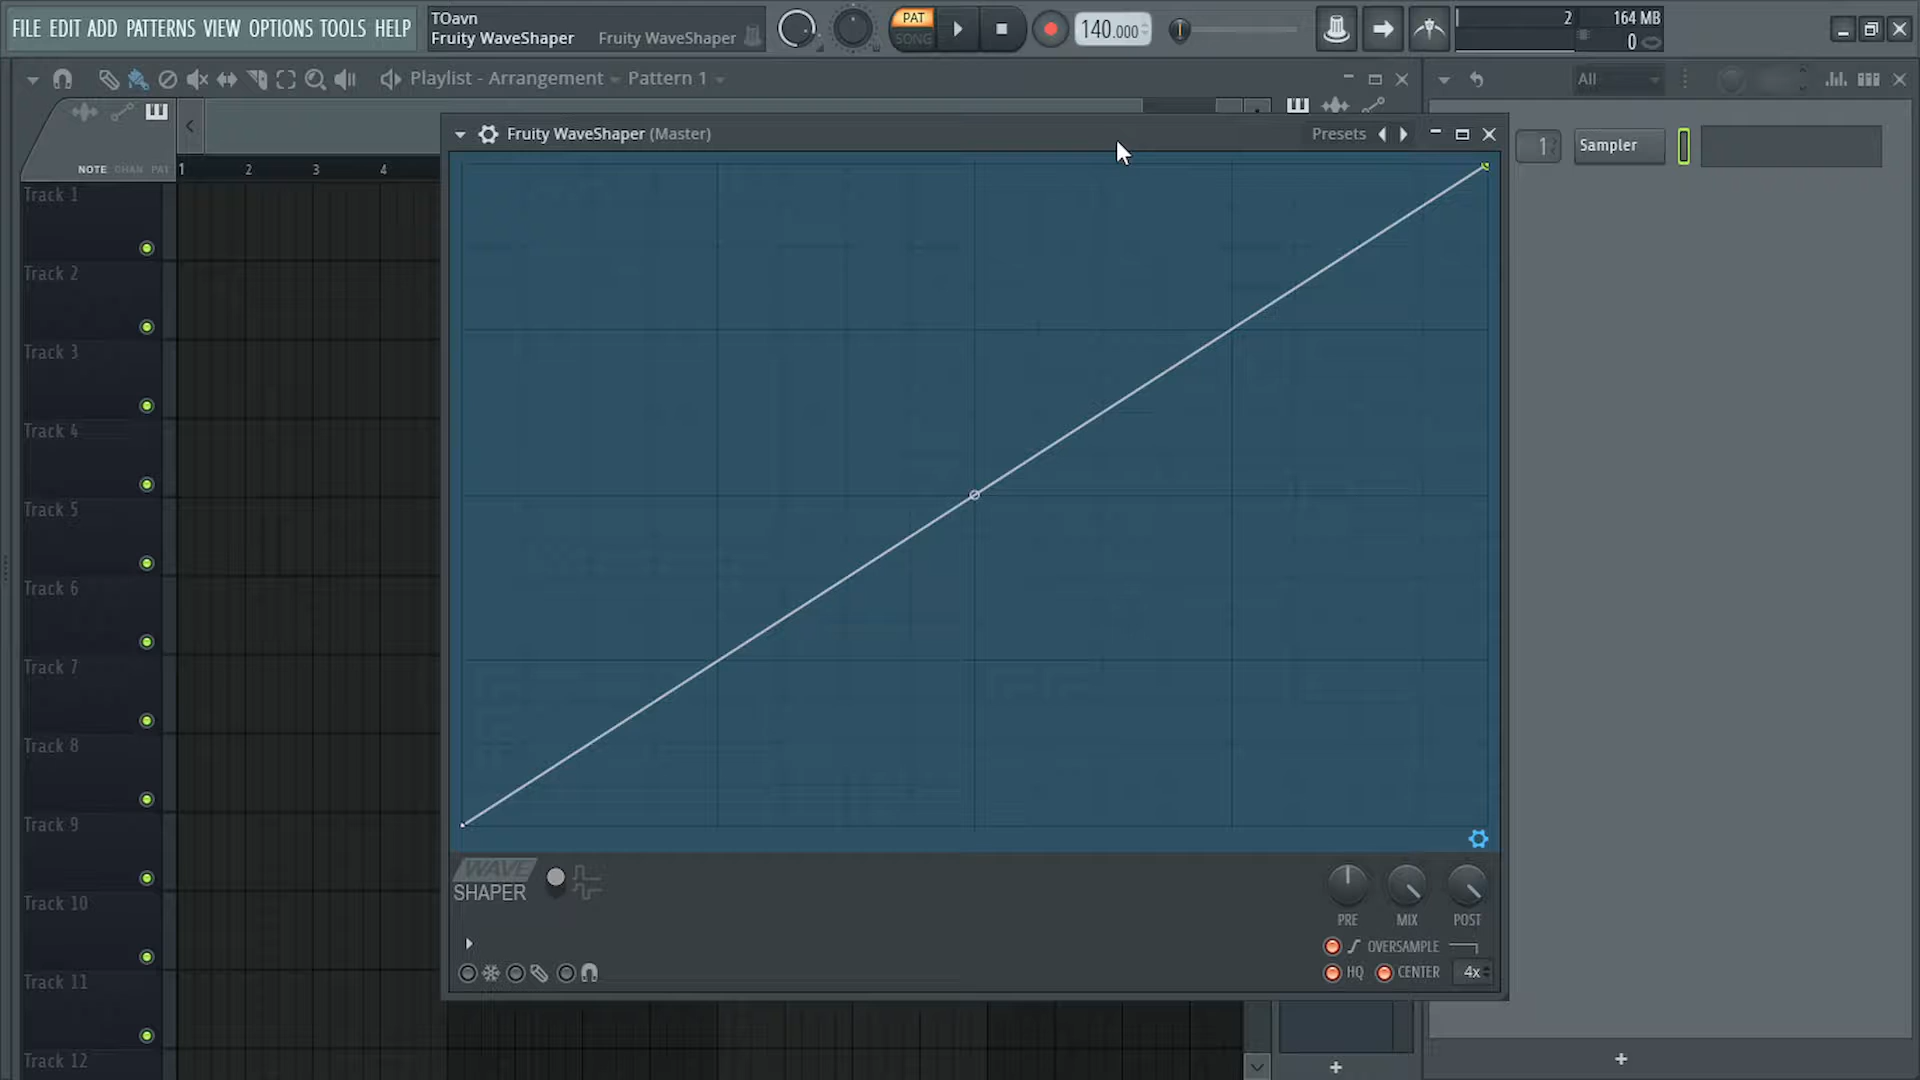 FILE EDIT ADD PATTERNS VIEW OPTIONS TOOLS HELP
TOavn
Fruity WaveShaper
Fruity WaveShaper
PAT
SONG
140.000
2
164 MB
0
Playlist - Arrangement
Pattern 1
All
NOTE CHAN PAT
1 2 3 4
Fruity WaveShaper (Master)
Presets
1
Sampler
Track 1
Track 2
Track 3
Track 4
Track 5
Track 6
Track 7
Track 8
Track 9
Track 10
Track 11
Track 12
WAVE
SHAPER
PRE MIX POST
OVERSAMPLE
HQ CENTER 4x